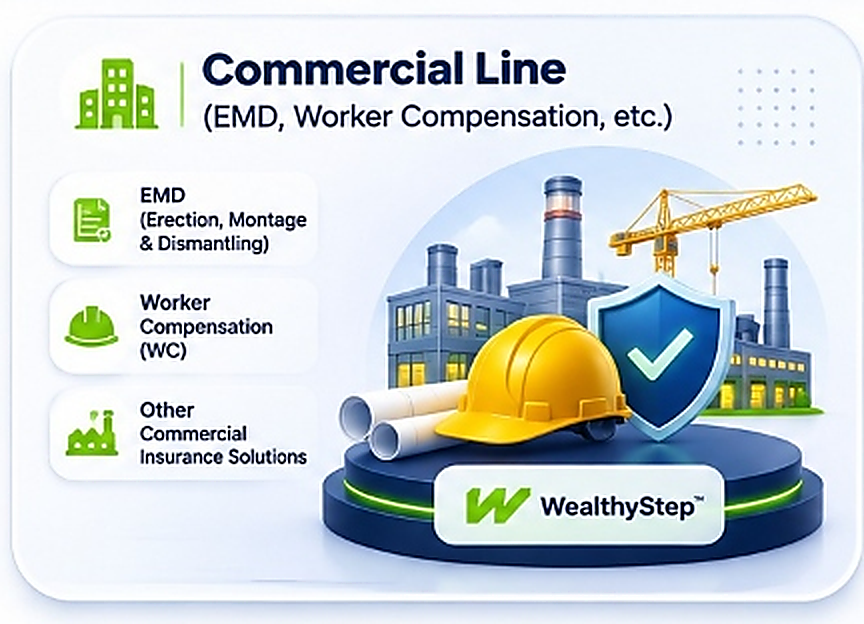 Commercial Line
(EMD, Worker Compensation, etc.)
EMD
(Erection, Montage
& Dismantling)
Worker
Compensation
(WC)
Other
Commercial
Insurance Solutions
WealthyStep™